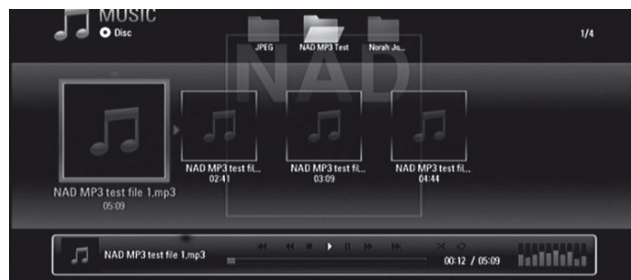 MUSIC
Disc
JPEG
NAD MP3 Test
Norah Jo...
1/4
NAD
NAD MP3 test file 1.mp3
05:09
NAD MP3 test fil...
02:41
NAD MP3 test fil...
03:09
NAD MP3 test fil...
04:44
NAD MP3 test file 1.mp3
00:12 / 05:09